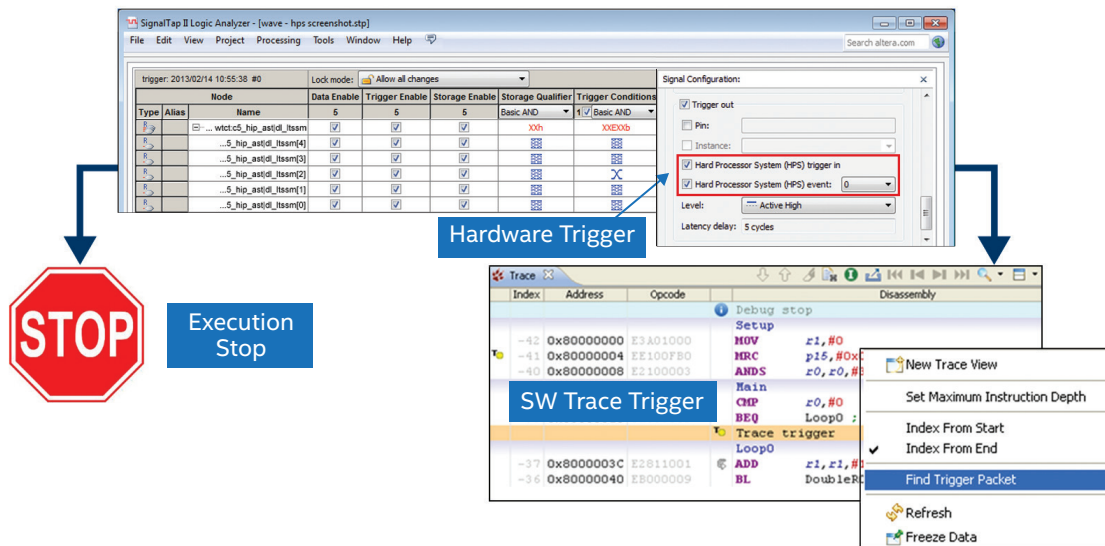 SignalTap II Logic Analyzer - [wave - hps screenshot.stp]
File Edit View Project Processing Tools Window Help
Search altera.com
trigger: 2013/02/14 10:55:38 #0 Lock mode: Allow all changes
Node Data Enable Trigger Enable Storage Enable Storage Qualifier Trigger Conditions
Type Alias Name 5 5 5 Basic AND 1 Basic AND
... wtct:c5_hip_ast|dl_ltssm XXh XXEXXb
...5_hip_ast|dl_ltssm[4]
...5_hip_ast|dl_ltssm[3]
...5_hip_ast|dl_ltssm[2]
...5_hip_ast|dl_ltssm[1]
...5_hip_ast|dl_ltssm[0]
Signal Configuration:
Trigger out
Pin:
Instance:
Hard Processor System (HPS) trigger in
Hard Processor System (HPS) event: 0
Level: Active High
Latency delay: 5 cycles
Hardware Trigger
STOP
Execution
Stop
Trace
Index Address Opcode Disassembly
Debug stop
Setup
-42 0x80000000 E3A01000 MOV r1,#0
-41 0x80000004 EE100FB0 MRC p15,#0x
-40 0x80000008 E2100003 ANDS r0,r0,#
Main
CMP r0,#0
BEQ Loop0 ;
SW Trace Trigger
Trace trigger
Loop0
-37 0x8000003C E2811001 ADD r1,r1,#
-36 0x80000040 EB000009 BL DoubleR
New Trace View
Set Maximum Instruction Depth
Index From Start
Index From End
Find Trigger Packet
Refresh
Freeze Data